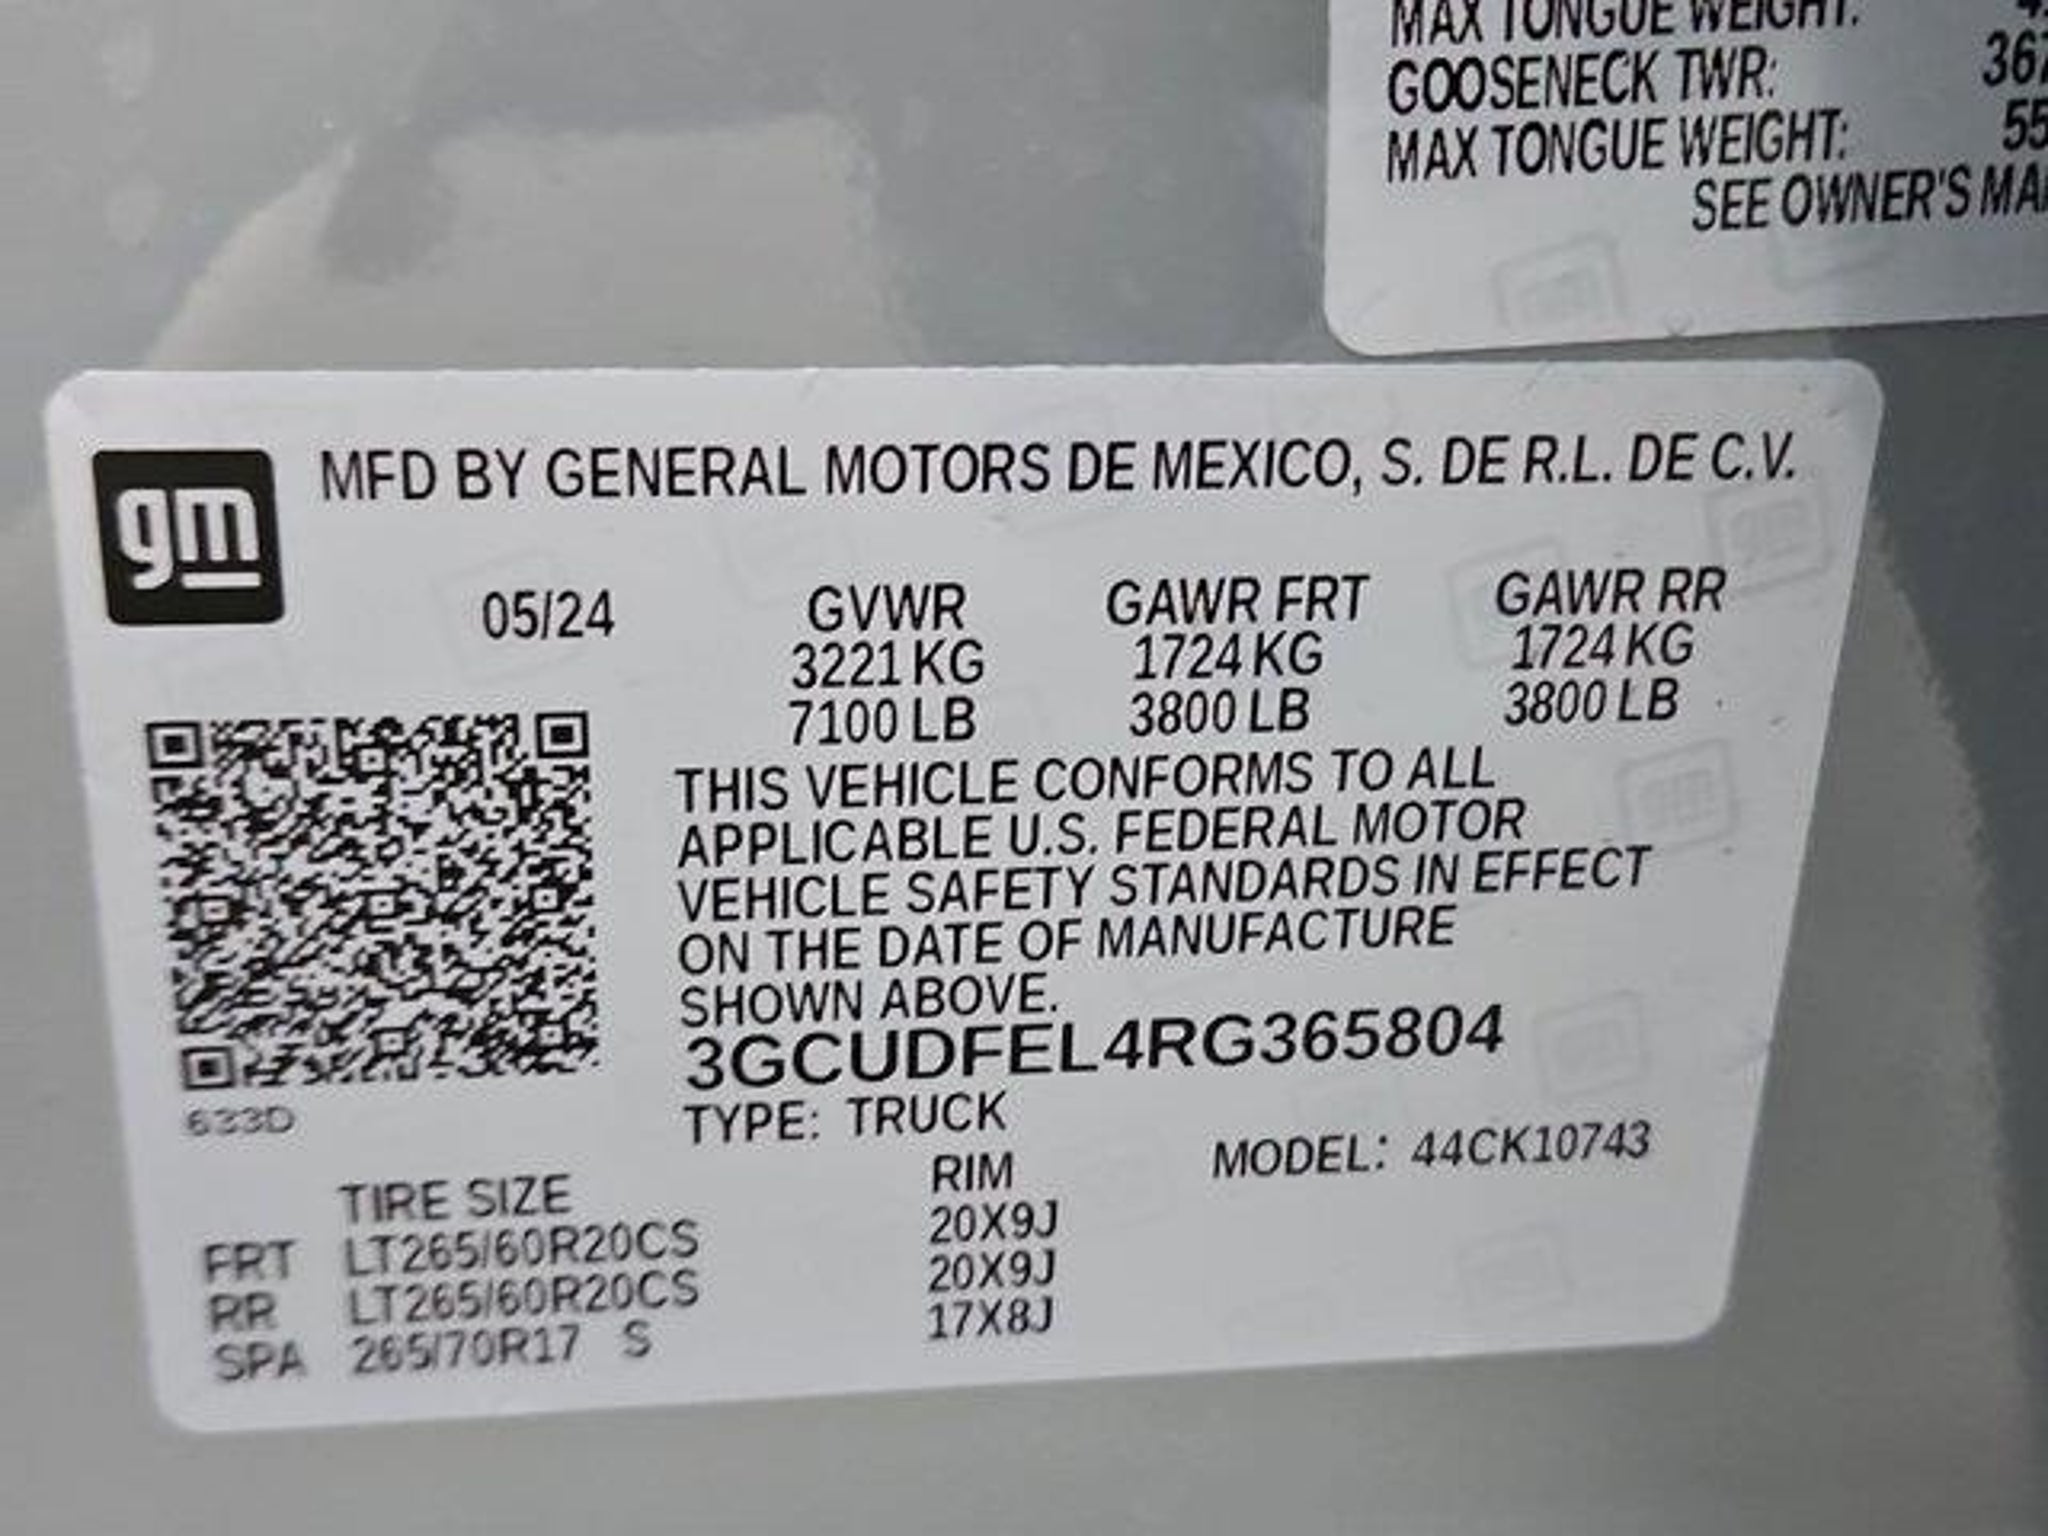 MAX TONGUE WEIGHT:
GOOSENECK TWR: 367
MAX TONGUE WEIGHT: 55
SEE OWNER'S MA
gm
MFD BY GENERAL MOTORS DE MEXICO, S. DE R.L. DE C.V.
05/24 GVWR GAWR FRT GAWR RR
3221 KG 1724 KG 1724 KG
7100 LB 3800 LB 3800 LB
THIS VEHICLE CONFORMS TO ALL
APPLICABLE U.S. FEDERAL MOTOR
VEHICLE SAFETY STANDARDS IN EFFECT
ON THE DATE OF MANUFACTURE
SHOWN ABOVE.
3GCUDFEL4RG365804
633D
TYPE: TRUCK
MODEL: 44CK10743
TIRE SIZE RIM
FRT LT265/60R20CS 20X9J
RR LT265/60R20CS 20X9J
SPA 265/70R17 S 17X8J